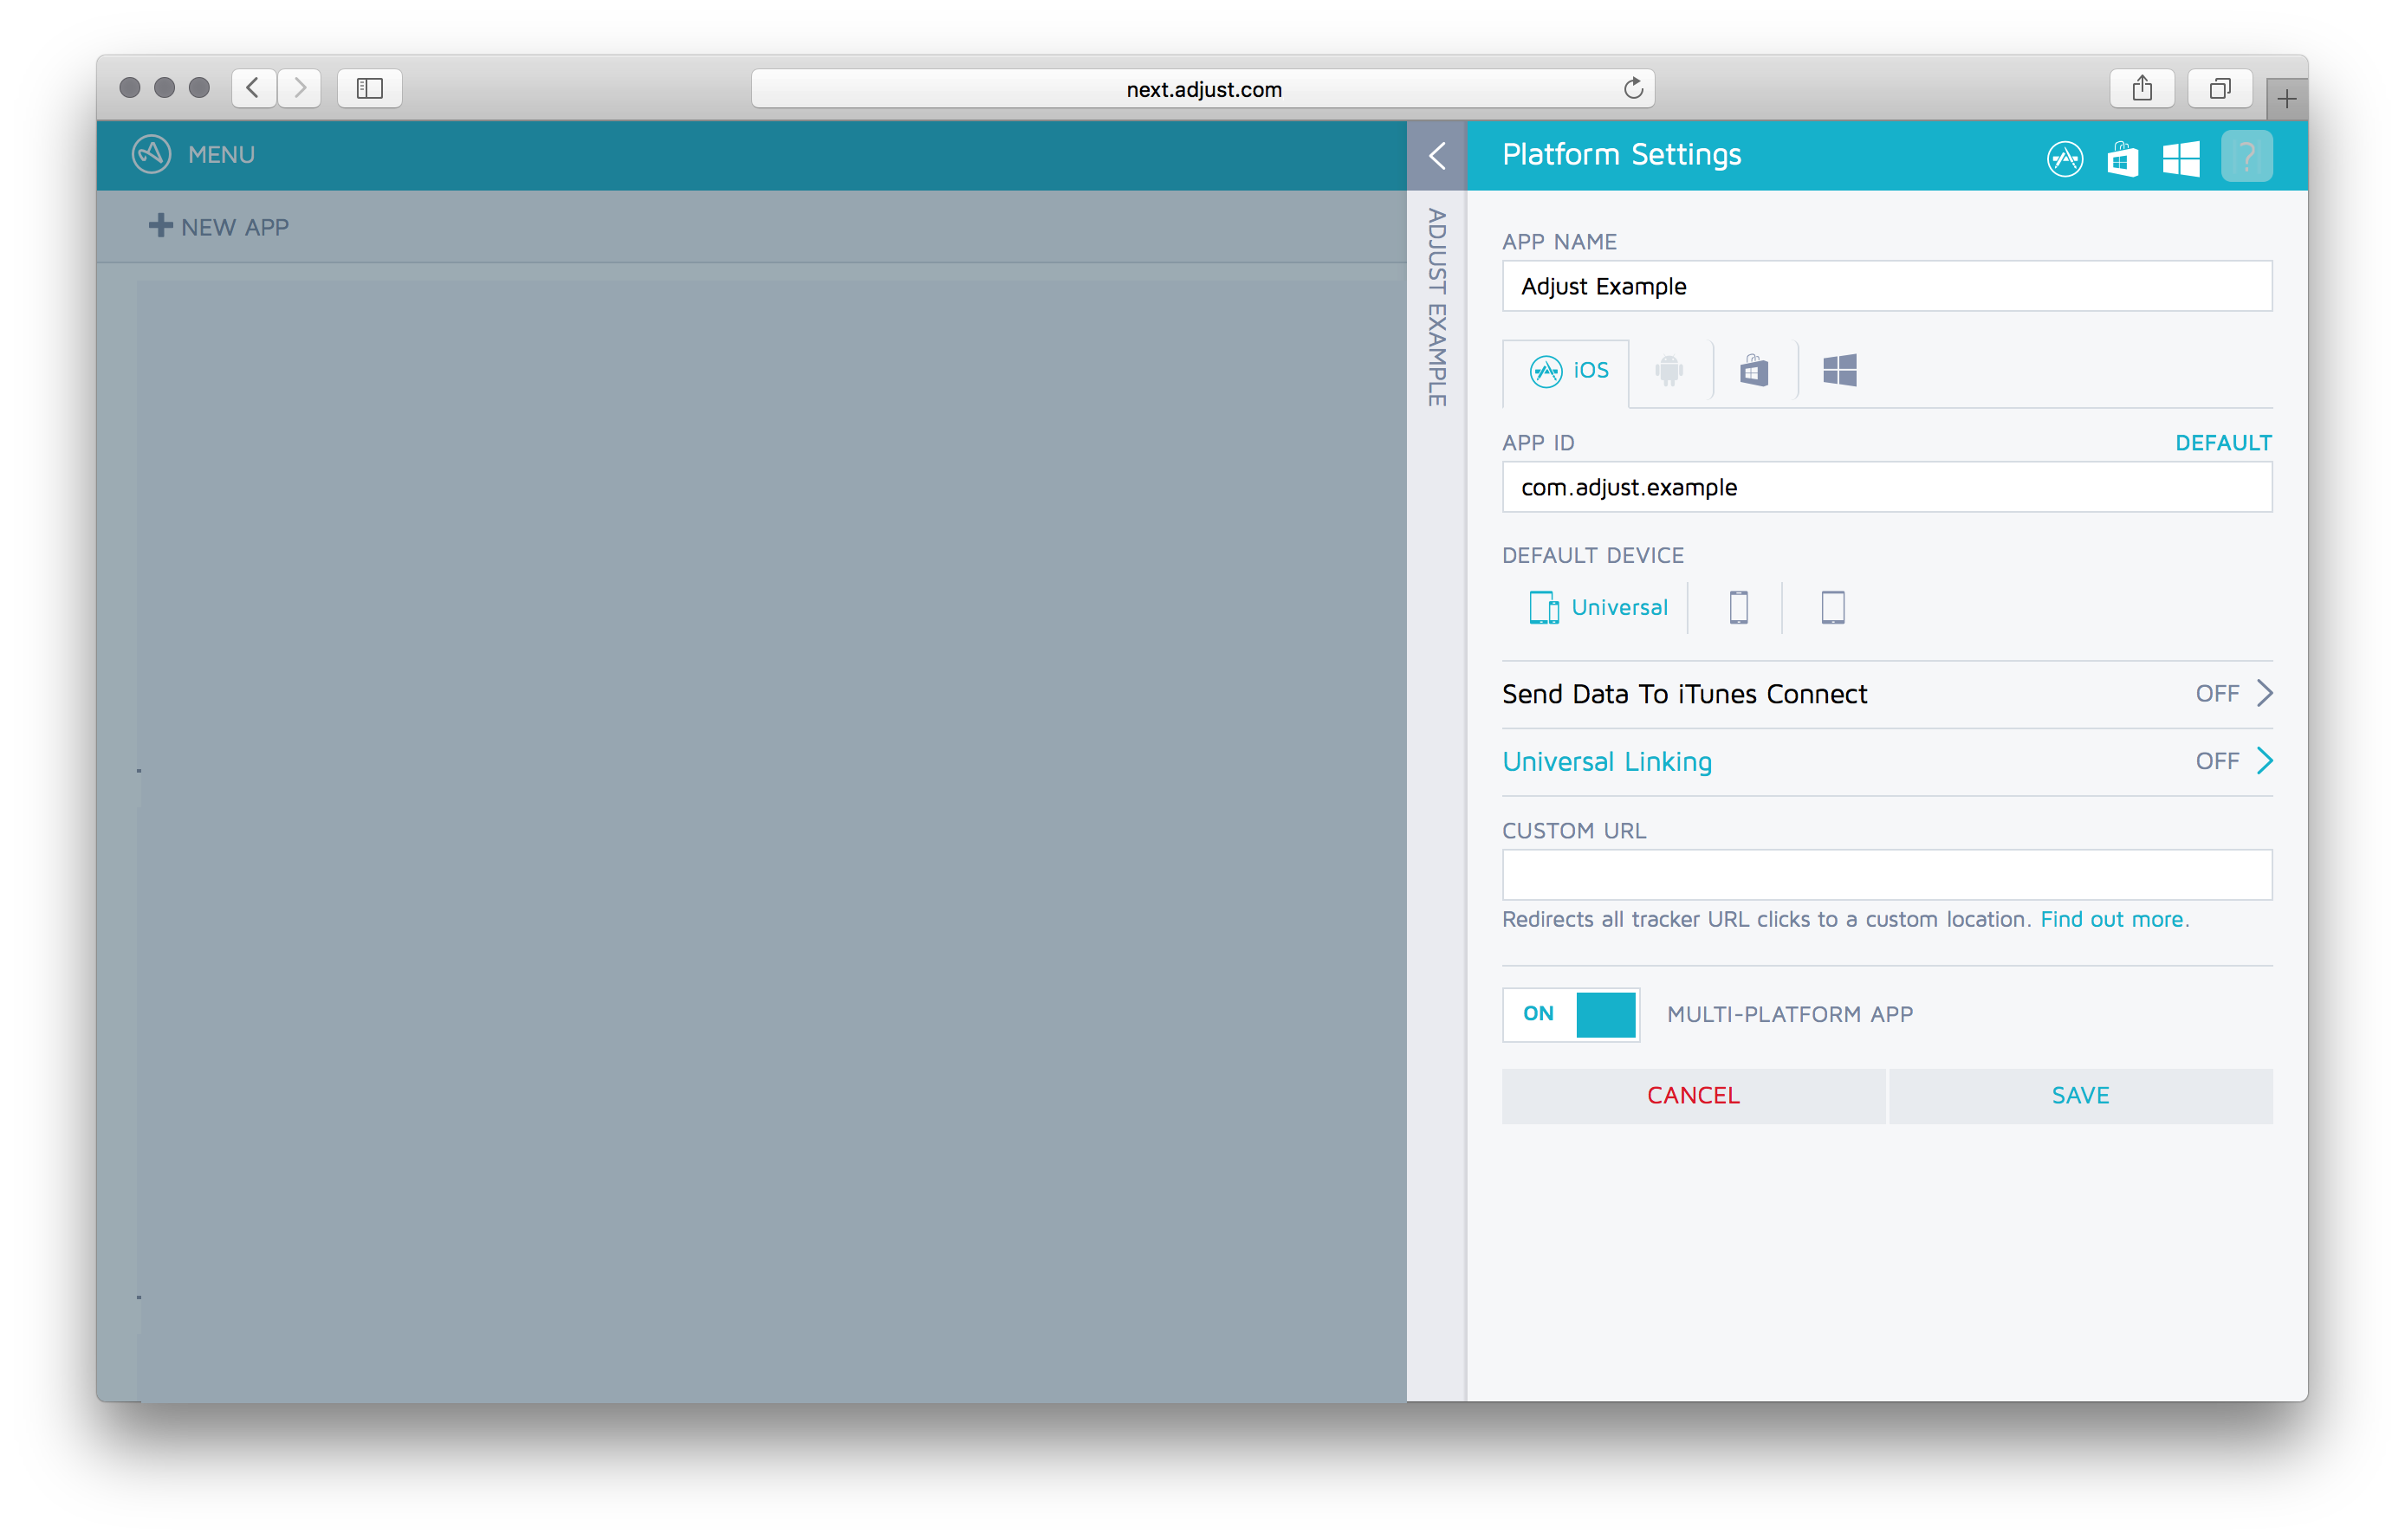 next.adjust.com
MENU
Platform Settings
?
NEW APP
ADJUST EXAMPLE
APP NAME
Adjust Example
iOS
APP ID DEFAULT
com.adjust.example
DEFAULT DEVICE
Universal
Send Data To iTunes Connect OFF
Universal Linking OFF
CUSTOM URL
Redirects all tracker URL clicks to a custom location. Find out more.
ON MULTI-PLATFORM APP
CANCEL SAVE